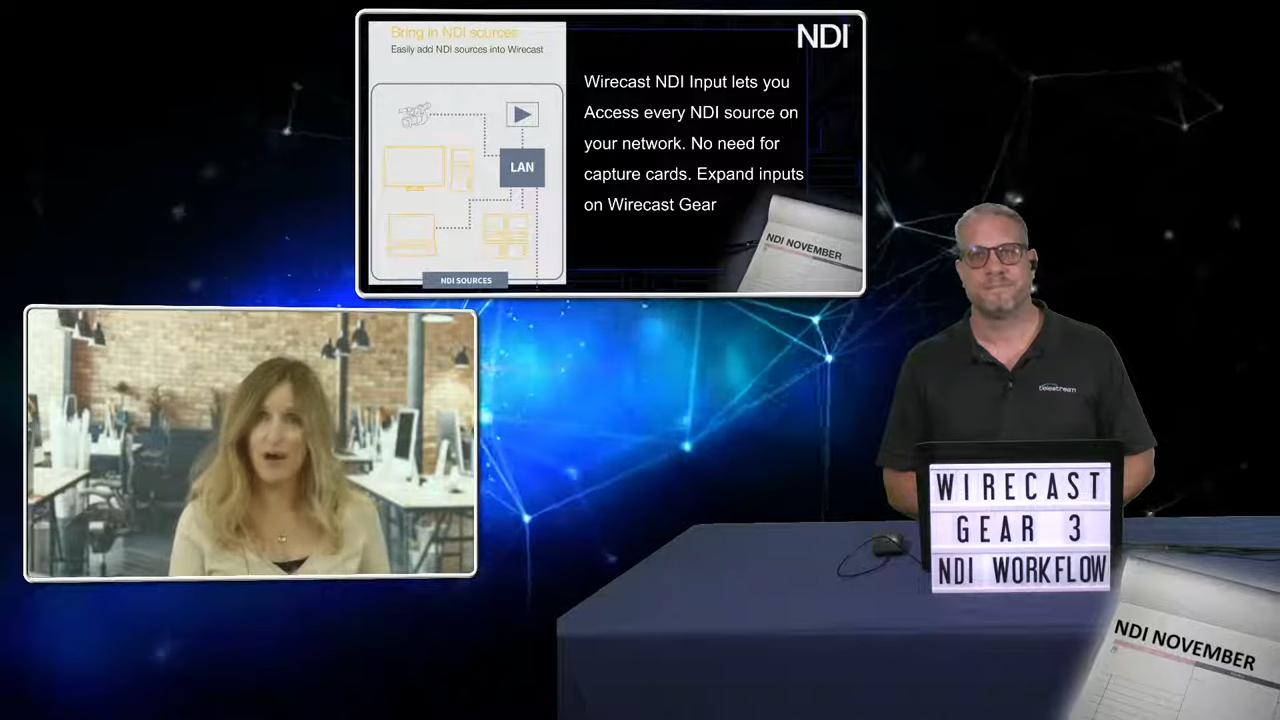 Bring in NDI sources
Easily add NDI sources into Wirecast
LAN
NDI SOURCES
NDI
Wirecast NDI Input lets you
Access every NDI source on
your network. No need for
capture cards. Expand inputs
on Wirecast Gear
NDI NOVEMBER
telestream
WIRECAST
GEAR 3
NDI WORKFLOW
NDI NOVEMBER